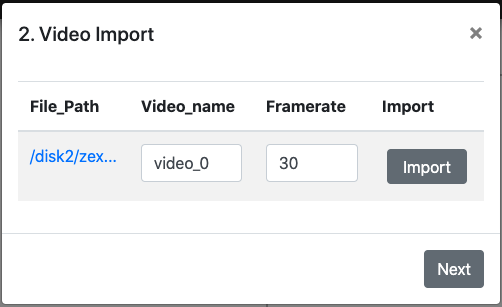 2. Video Import ×
File_Path Video_name Framerate Import
/disk2/zex... video_0 30 Import
Next